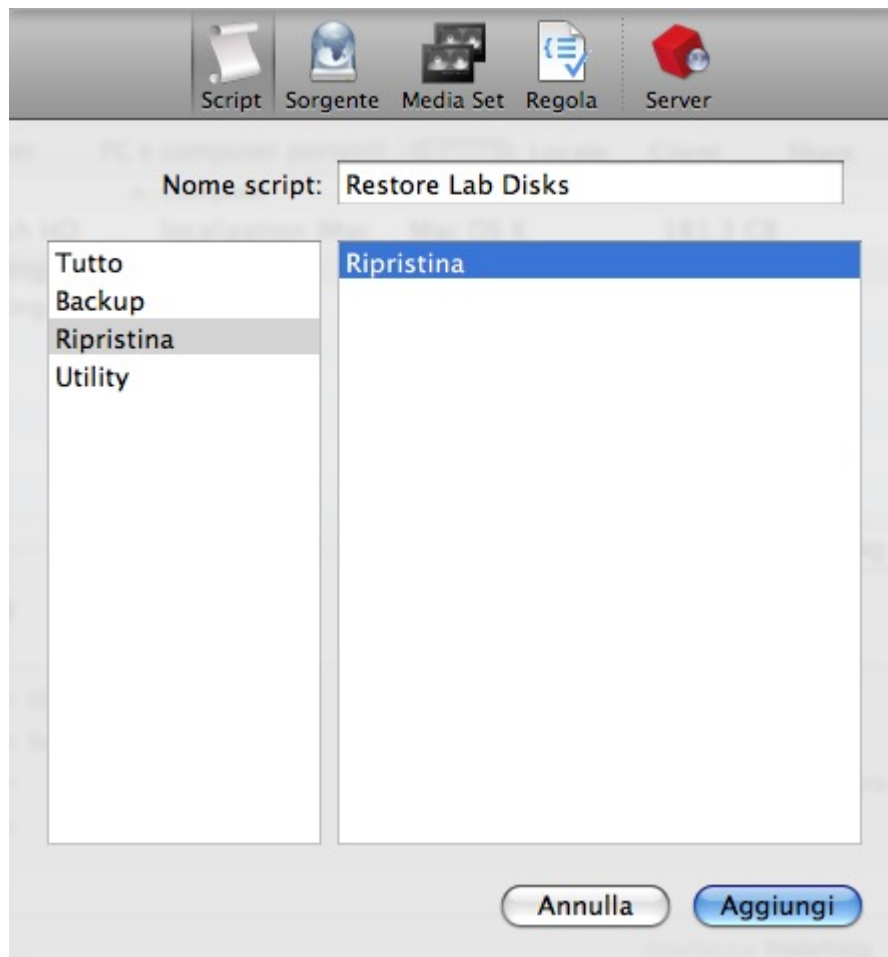 Script Sorgente Media Set Regola Server
Nome script: Restore Lab Disks
Tutto
Backup
Ripristina
Utility
Ripristina
Annulla Aggiungi